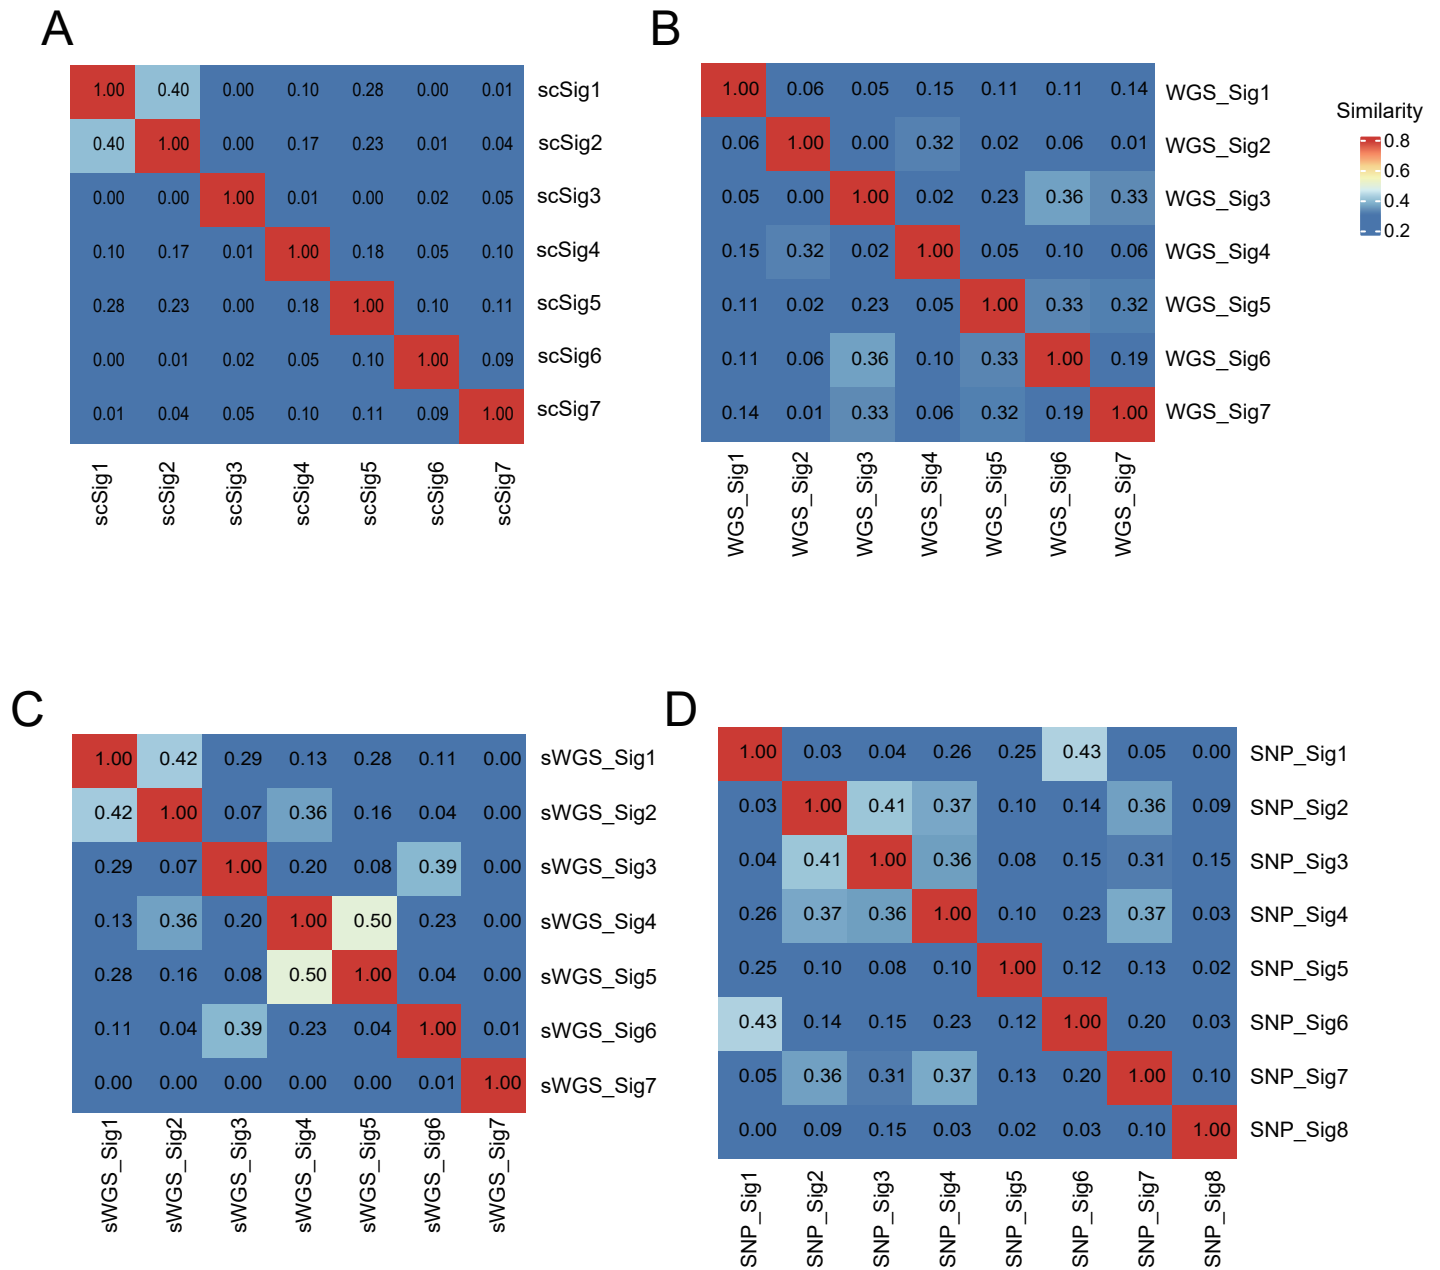 A
1.00 0.40 0.00 0.10 0.28 0.00 0.01 scSig1
0.40 1.00 0.00 0.17 0.23 0.01 0.04 scSig2
0.00 0.00 1.00 0.01 0.00 0.02 0.05 scSig3
0.10 0.17 0.01 1.00 0.18 0.05 0.10 scSig4
0.28 0.23 0.00 0.18 1.00 0.10 0.11 scSig5
0.00 0.01 0.02 0.05 0.10 1.00 0.09 scSig6
0.01 0.04 0.05 0.10 0.11 0.09 1.00 scSig7
scSig1 scSig2 scSig3 scSig4 scSig5 scSig6 scSig7
B
1.00 0.06 0.05 0.15 0.11 0.11 0.14 WGS_Sig1
0.06 1.00 0.00 0.32 0.02 0.06 0.01 WGS_Sig2
0.05 0.00 1.00 0.02 0.23 0.36 0.33 WGS_Sig3
0.15 0.32 0.02 1.00 0.05 0.10 0.06 WGS_Sig4
0.11 0.02 0.23 0.05 1.00 0.33 0.32 WGS_Sig5
0.11 0.06 0.36 0.10 0.33 1.00 0.19 WGS_Sig6
0.14 0.01 0.33 0.06 0.32 0.19 1.00 WGS_Sig7
WGS_Sig1 WGS_Sig2 WGS_Sig3 WGS_Sig4 WGS_Sig5 WGS_Sig6 WGS_Sig7
Similarity
0.8
0.6
0.4
0.2
C
1.00 0.42 0.29 0.13 0.28 0.11 0.00 sWGS_Sig1
0.42 1.00 0.07 0.36 0.16 0.04 0.00 sWGS_Sig2
0.29 0.07 1.00 0.20 0.08 0.39 0.00 sWGS_Sig3
0.13 0.36 0.20 1.00 0.50 0.23 0.00 sWGS_Sig4
0.28 0.16 0.08 0.50 1.00 0.04 0.00 sWGS_Sig5
0.11 0.04 0.39 0.23 0.04 1.00 0.01 sWGS_Sig6
0.00 0.00 0.00 0.00 0.00 0.01 1.00 sWGS_Sig7
sWGS_Sig1 sWGS_Sig2 sWGS_Sig3 sWGS_Sig4 sWGS_Sig5 sWGS_Sig6 sWGS_Sig7
D
1.00 0.03 0.04 0.26 0.25 0.43 0.05 0.00 SNP_Sig1
0.03 1.00 0.41 0.37 0.10 0.14 0.36 0.09 SNP_Sig2
0.04 0.41 1.00 0.36 0.08 0.15 0.31 0.15 SNP_Sig3
0.26 0.37 0.36 1.00 0.10 0.23 0.37 0.03 SNP_Sig4
0.25 0.10 0.08 0.10 1.00 0.12 0.13 0.02 SNP_Sig5
0.43 0.14 0.15 0.23 0.12 1.00 0.20 0.03 SNP_Sig6
0.05 0.36 0.31 0.37 0.13 0.20 1.00 0.10 SNP_Sig7
0.00 0.09 0.15 0.03 0.02 0.03 0.10 1.00 SNP_Sig8
SNP_Sig1 SNP_Sig2 SNP_Sig3 SNP_Sig4 SNP_Sig5 SNP_Sig6 SNP_Sig7 SNP_Sig8